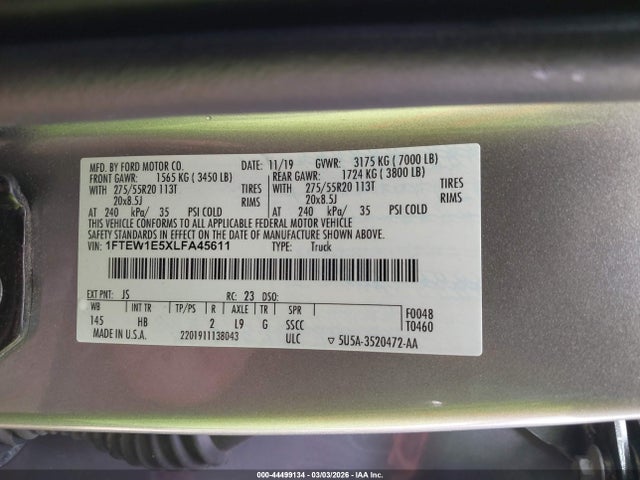 MFD. BY FORD MOTOR CO. DATE: 11/19 GVWR: 3175 KG ( 7000 LB)
FRONT GAWR: 1565 KG ( 3450 LB) REAR GAWR: 1724 KG ( 3800 LB)
WITH 275/55R20 113T TIRES WITH 275/55R20 113T TIRES
20x8.5J RIMS 20x8.5J RIMS
AT 240 kPa/ 35 PSI COLD AT 240 kPa/ 35 PSI COLD
THIS VEHICLE CONFORMS TO ALL APPLICABLE FEDERAL MOTOR VEHICLE
SAFETY STANDARDS IN EFFECT ON THE DATE OF MANUFACTURE SHOWN ABOVE.
VIN: 1FTEW1E5XLFA45611 TYPE: Truck
EXT PNT: JS RC: 23 DSO:
WB INT TR TP/PS R AXLE TR SPR F0048
145 HB 2 L9 G SSCC T0460
MADE IN U.S.A. 2201911138043 ULC ▽ 5U5A-3520472-AA
000-44499134 - 03/03/2026 - IAA Inc.